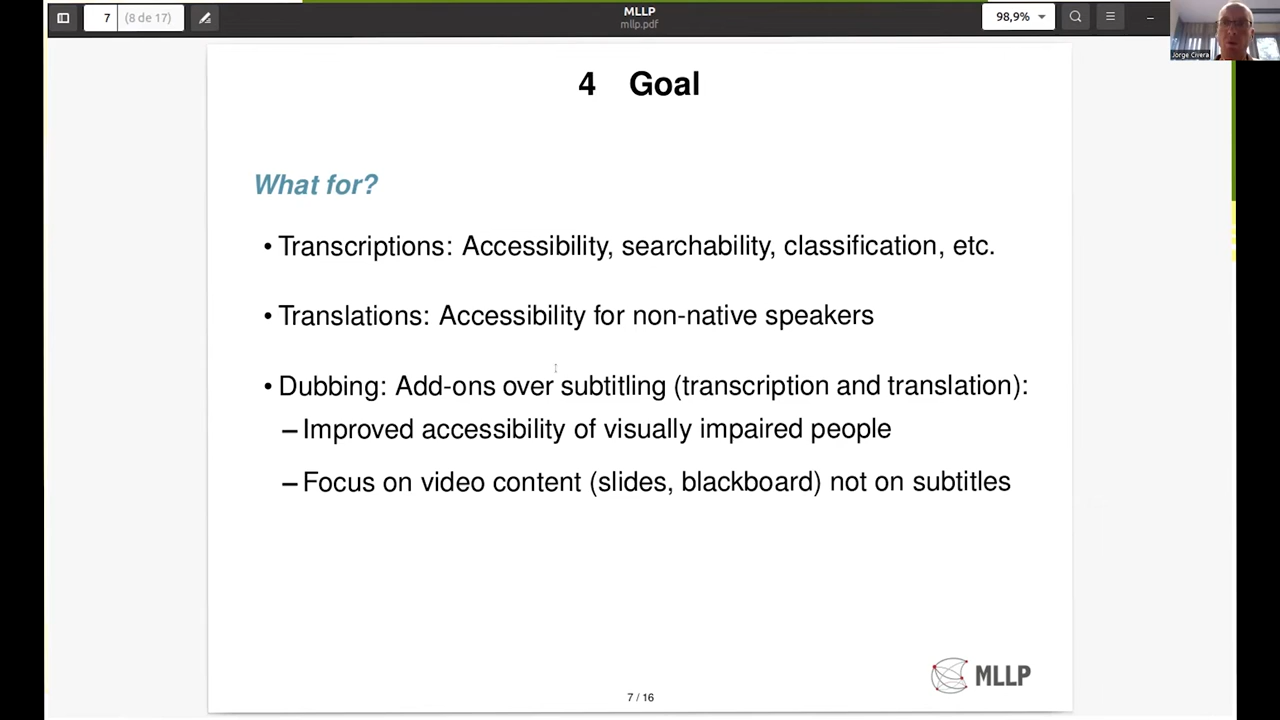 MLLP
mllp.pdf
7 (8 de 17)
98,9%
Jorge Civera
4 Goal
What for?
• Transcriptions: Accessibility, searchability, classification, etc.
• Translations: Accessibility for non-native speakers
• Dubbing: Add-ons over subtitling (transcription and translation):
– Improved accessibility of visually impaired people
– Focus on video content (slides, blackboard) not on subtitles
MLLP
7 / 16